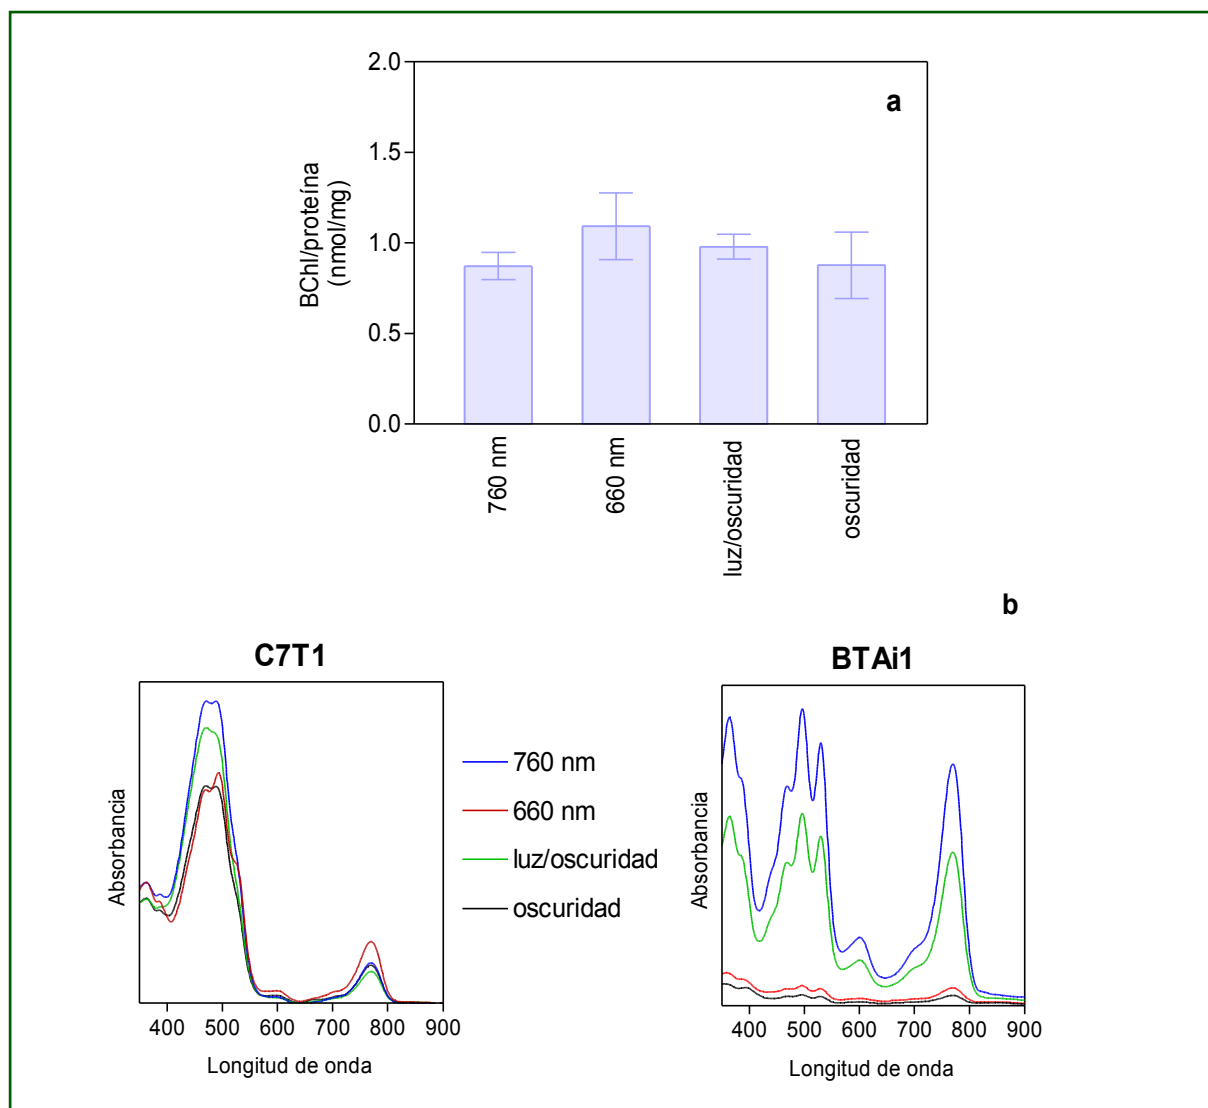 a
2.0
1.5
1.0
0.5
0.0
BChl/proteína
(nmol/mg)
760 nm
660 nm
luz/oscuridad
oscuridad
b
C7T1
Absorbancia
400 500 600 700 800 900
Longitud de onda
760 nm
660 nm
luz/oscuridad
oscuridad
BTAi1
Absorbancia
400 500 600 700 800 900
Longitud de onda